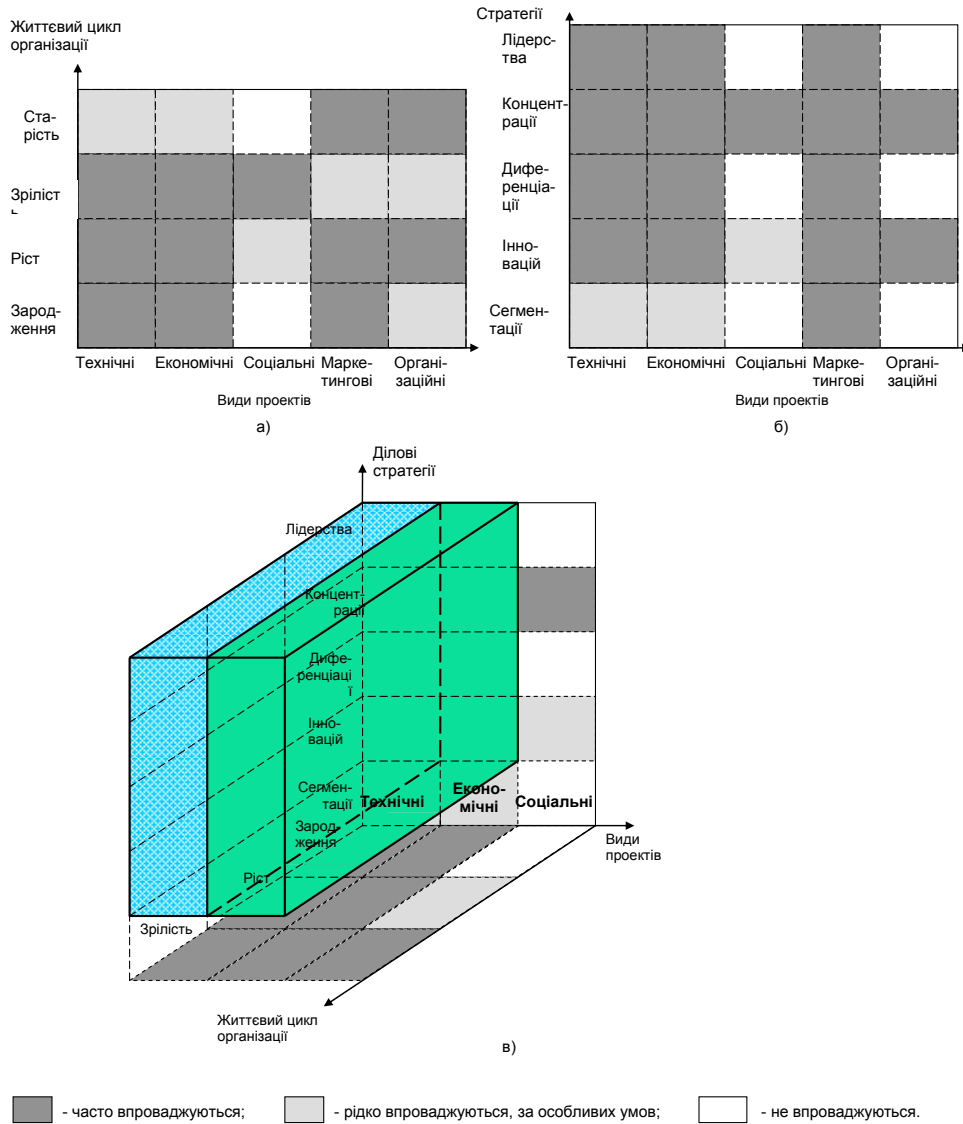 Життєвий цикл
організації
Ста-
рість
Зріліст
ь
Ріст
Зарод-
ження
Технічні Економічні Соціальні Марке-
тингові Органі-
заційні
Види проектів
а)
Стратегії
Лідерс-
тва
Концент-
рації
Дифе-
ренціа-
ції
Інно-
вацій
Сегмен-
тації
Технічні Економічні Соціальні Марке-
тингові Органі-
заційні
Види проектів
б)
Ділові
стратегії
Лідерства
Концент-
рації
Дифе-
ренціаці
ї
Інно-
вацій
Сегмен-
тації
Технічні
Еконо-
мічні
Соціальні
Зарод-
ження
Види
проектів
Ріст
Зрілість
Життєвий цикл
організації
в)
- часто впроваджуються;
- рідко впроваджуються, за особливих умов;
- не впроваджуються.